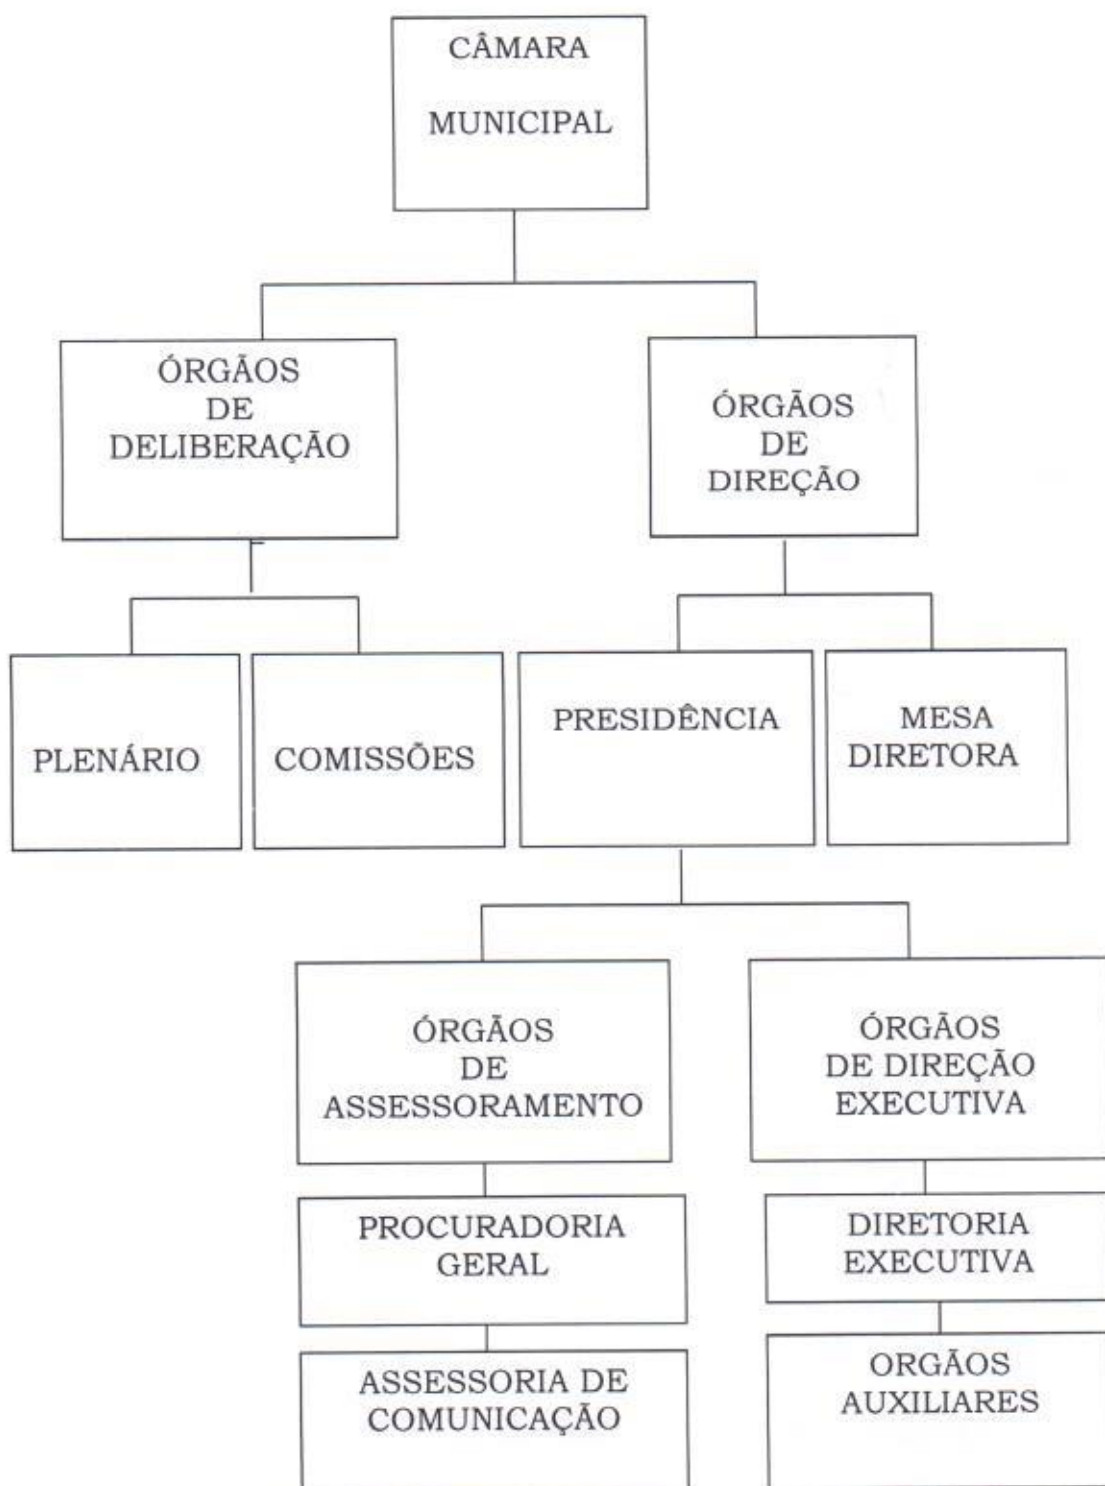 CÂMARA
MUNICIPAL
ÓRGÃOS
DE
DELIBERAÇÃO
ÓRGÃOS
DE
DIREÇÃO
PLENÁRIO
COMISSÕES
PRESIDÊNCIA
MESA
DIRETORA
ÓRGÃOS
DE
ASSESSORAMENTO
ÓRGÃOS
DE DIREÇÃO
EXECUTIVA
PROCURADORIA
GERAL
DIRETORIA
EXECUTIVA
ASSESSORIA DE
COMUNICAÇÃO
ORGÃOS
AUXILIARES